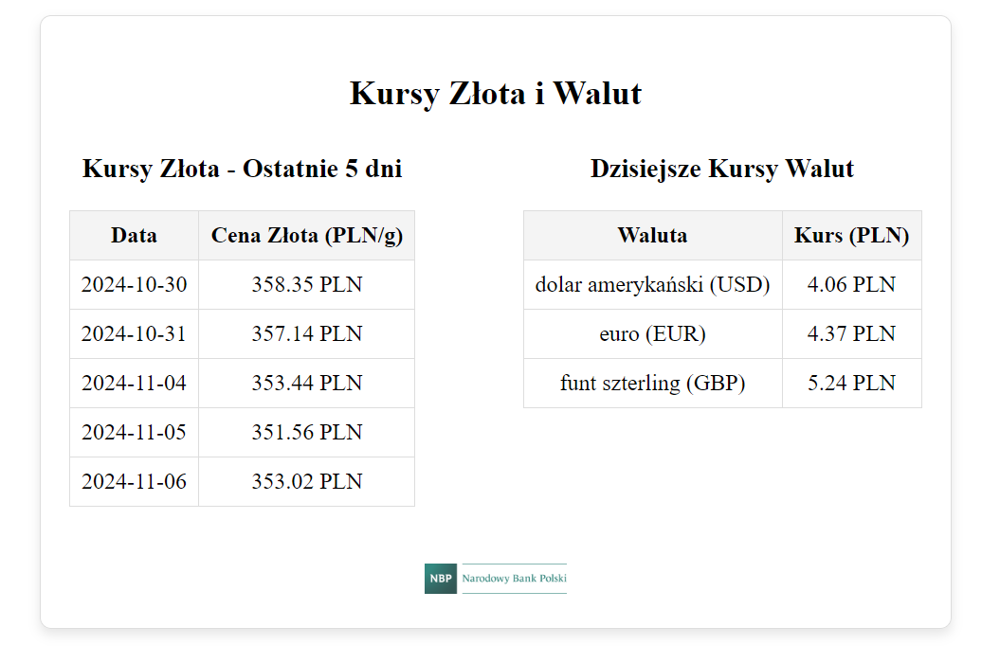 Kursy Złota i Walut
Kursy Złota - Ostatnie 5 dni
Data Cena Złota (PLN/g)
2024-10-30 358.35 PLN
2024-10-31 357.14 PLN
2024-11-04 353.44 PLN
2024-11-05 351.56 PLN
2024-11-06 353.02 PLN
Dzisiejsze Kursy Walut
Waluta Kurs (PLN)
dolar amerykański (USD) 4.06 PLN
euro (EUR) 4.37 PLN
funt szterling (GBP) 5.24 PLN
NBP Narodowy Bank Polski